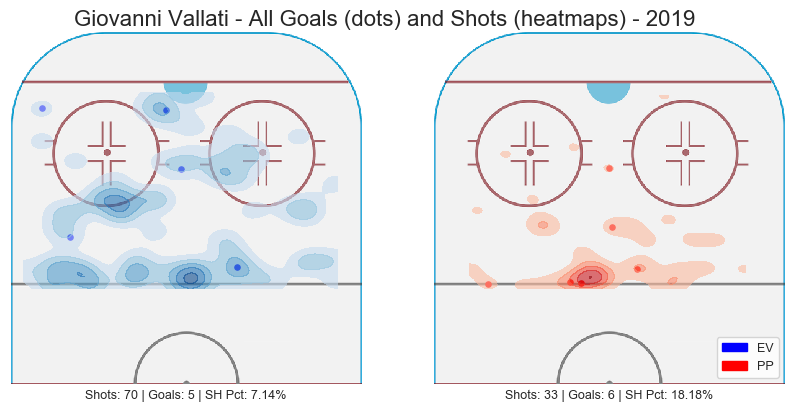 Giovanni Vallati - All Goals (dots) and Shots (heatmaps) - 2019
EV
PP
Shots: 70 | Goals: 5 | SH Pct: 7.14%
Shots: 33 | Goals: 6 | SH Pct: 18.18%